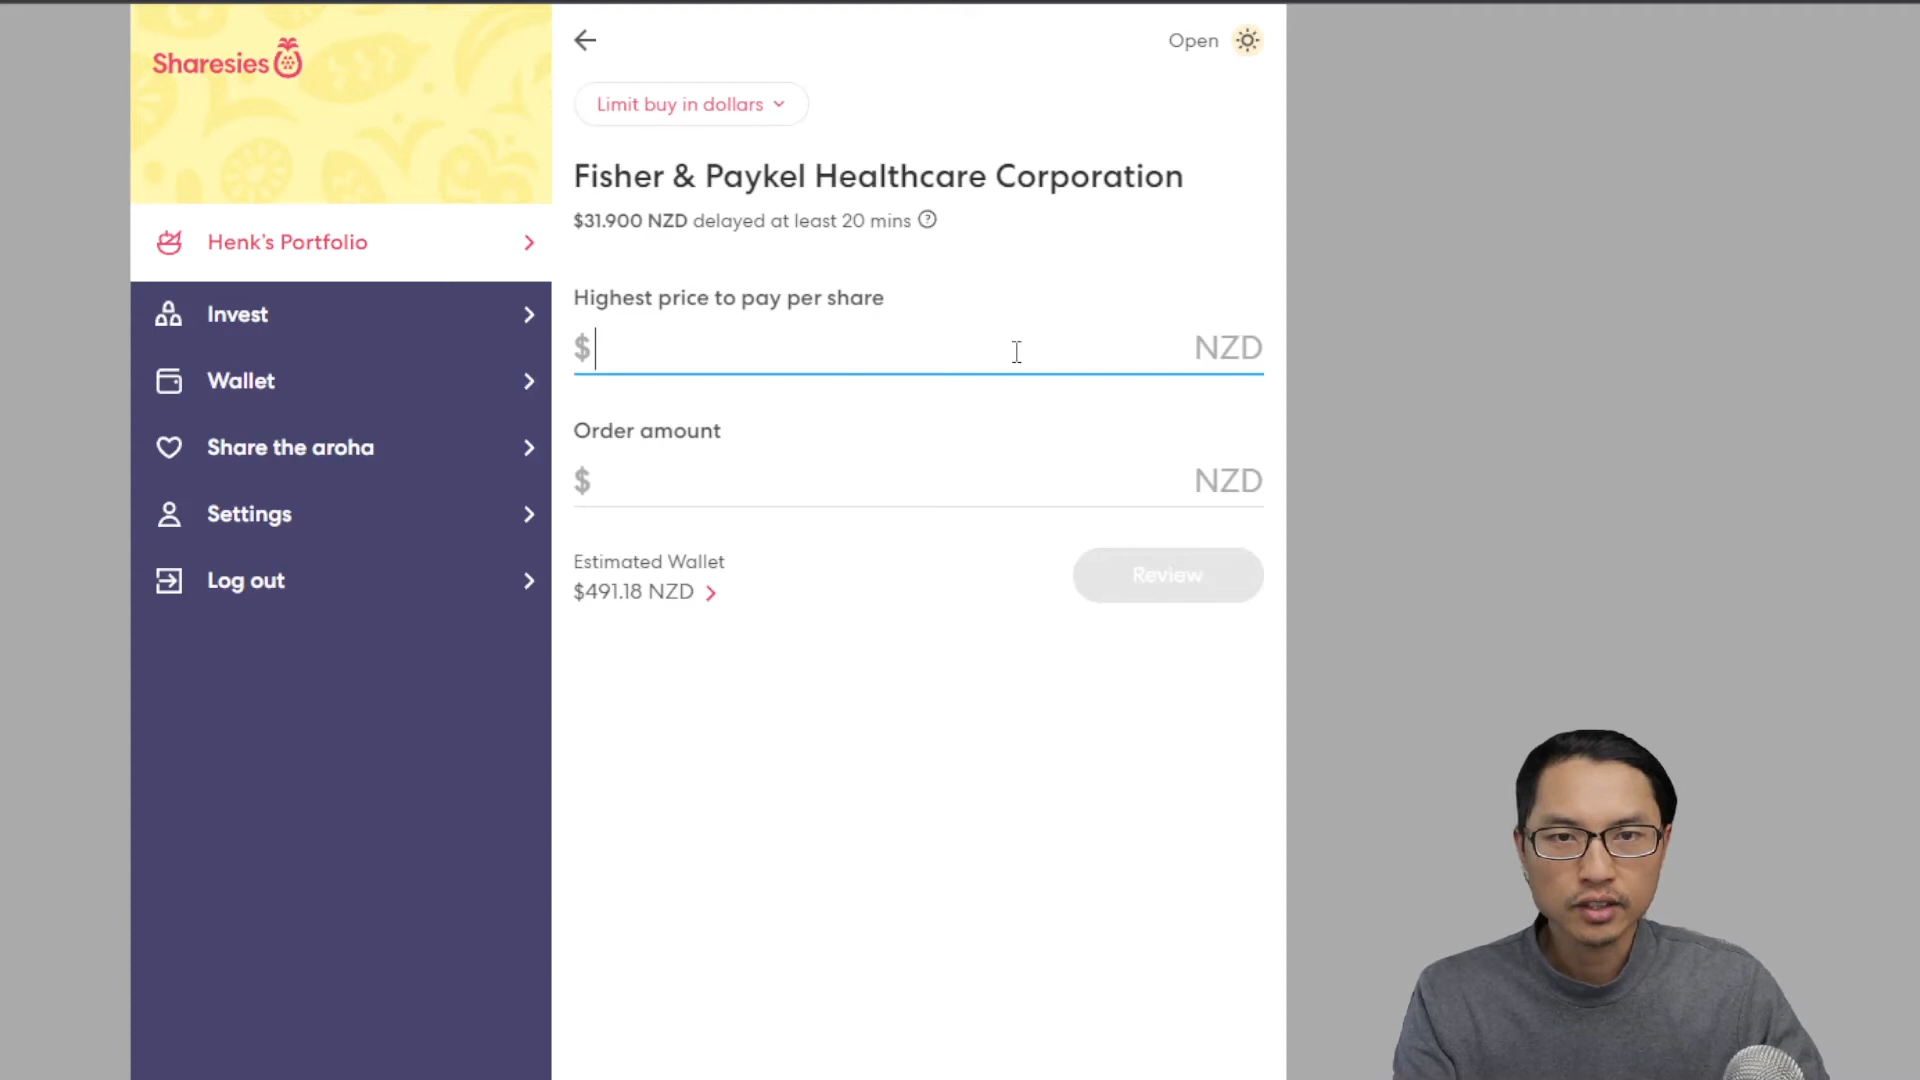 Sharesies
Henk's Portfolio
Invest
Wallet
Share the aroha
Settings
Log out
Open
Limit buy in dollars
Fisher & Paykel Healthcare Corporation
$31.900 NZD delayed at least 20 mins ?
Highest price to pay per share
$ NZD
Order amount
$ NZD
Estimated Wallet
$491.18 NZD
Review